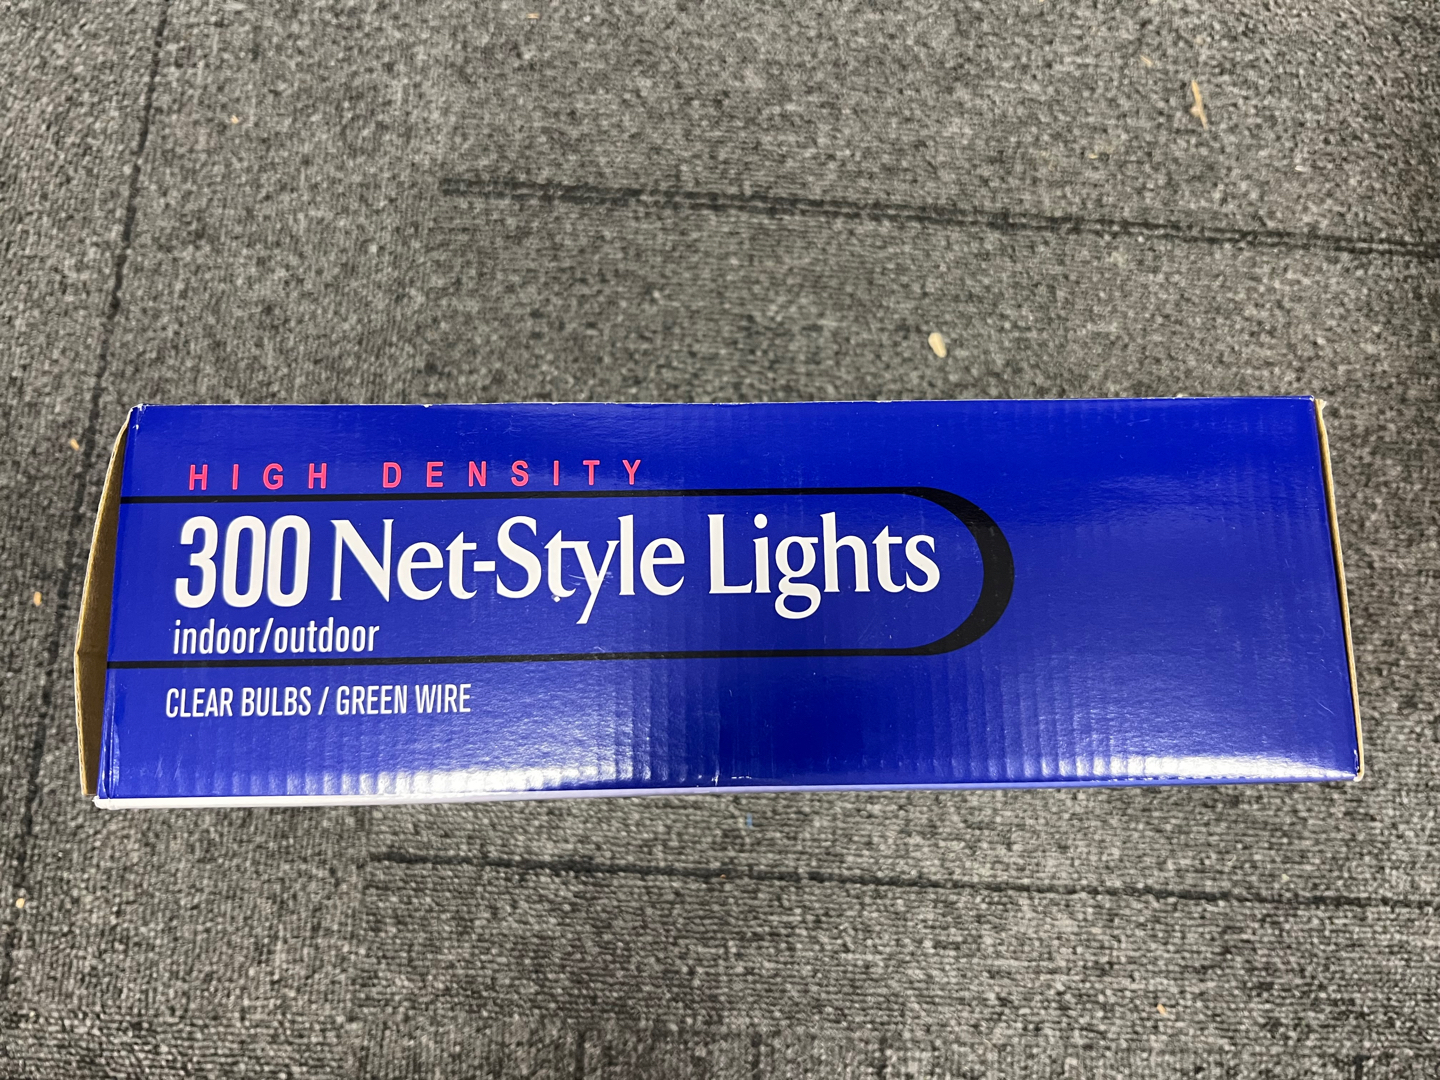 HIGH DENSITY
300 Net-Style Lights
indoor/outdoor
CLEAR BULBS / GREEN WIRE